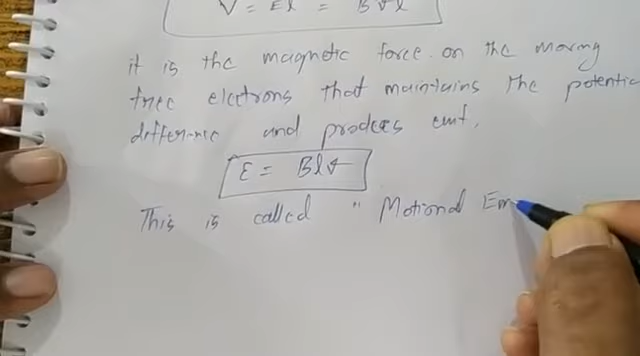 V = El = Bvl
it is the magnetic force on the moving
free electrons that maintains the potential
difference and prodces emf.
ε = Blv
This is called " Motional Em